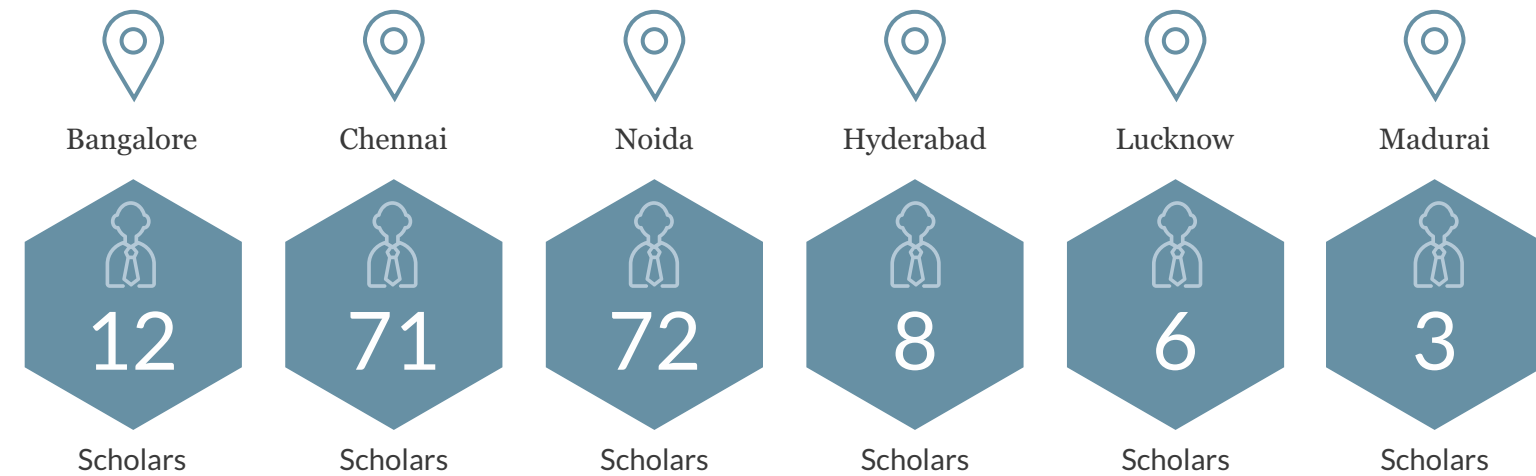 Bangalore Chennai Noida Hyderabad Lucknow Madurai
12 71 72 8 6 3
Scholars Scholars Scholars Scholars Scholars Scholars